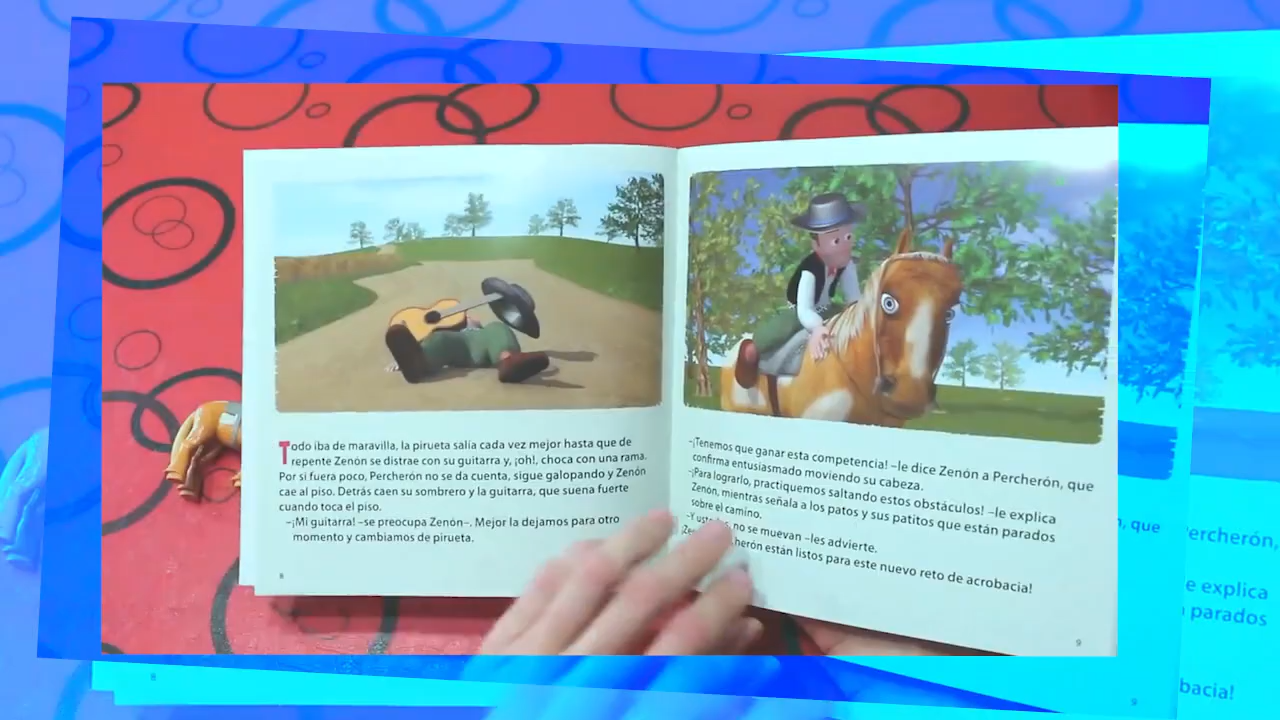 Todo iba de maravilla, la pirueta salía cada vez mejor hasta que de
repente Zenón se distrae con su guitarra y, ¡oh!, choca con una rama.
Por si fuera poco, Percherón no se da cuenta, sigue galopando y Zenón
cae al piso. Detrás caen su sombrero y la guitarra, que suena fuerte
cuando toca el piso.
–¡Mi guitarra! –se preocupa Zenón–. Mejor la dejamos para otro
momento y cambiamos de pirueta.
8
–¡Tenemos que ganar esta competencia! –le dice Zenón a Percherón, que
confirma entusiasmado moviendo su cabeza.
–¡Para lograrlo, practiquemos saltando estos obstáculos! –le explica
Zenón, mientras señala a los patos y sus patitos que están parados
sobre el camino.
–Y no se muevan –les advierte.
están listos para este nuevo reto de acrobacia!
9
que
Percherón,
e explica
parados
bacia!
8
9